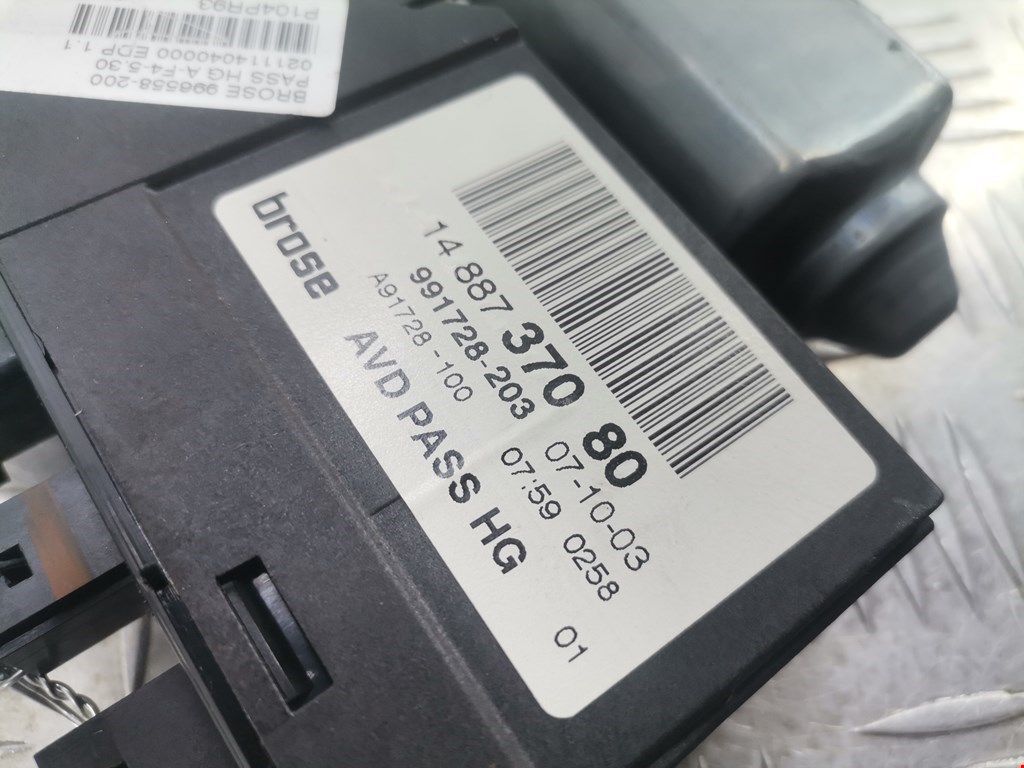 BROSE 996558-200
PASS HG A F4.5.30
02111404000 EDP 1.1
P104PR93
brose
14 887 370 80
991728-203 07-10-03
A91728-100 07:59 0258
AVD PASS HG 01